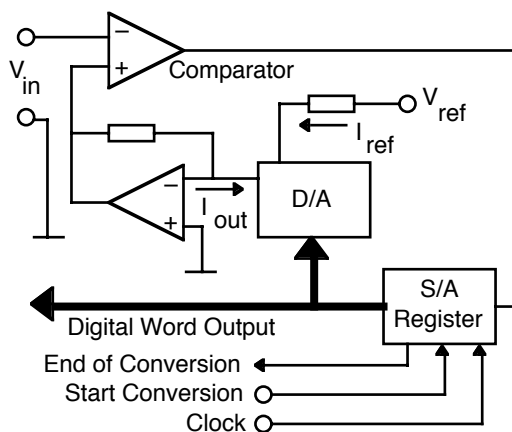 −
+
Comparator
V in
V ref
I ref
−
+
I out
D/A
S/A
Register
Digital Word Output
End of Conversion
Start Conversion
Clock